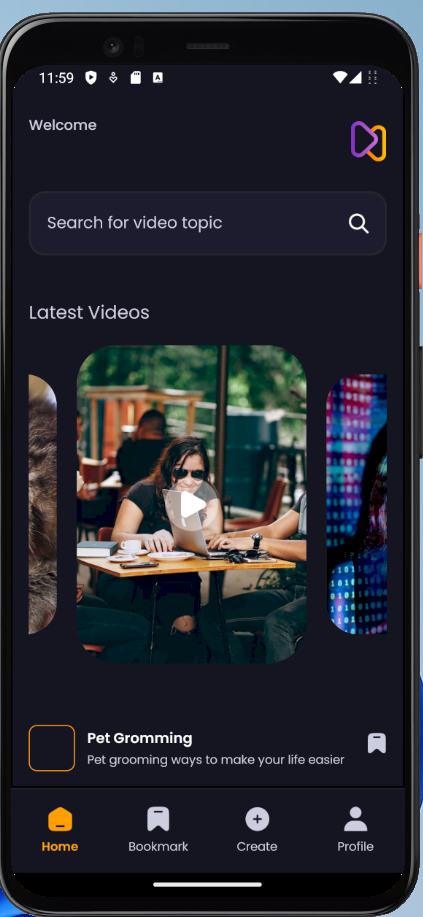 11:59
Welcome
Search for video topic
Latest Videos
Pet Gromming
Pet grooming ways to make your life easier
Home
Bookmark
Create
Profile